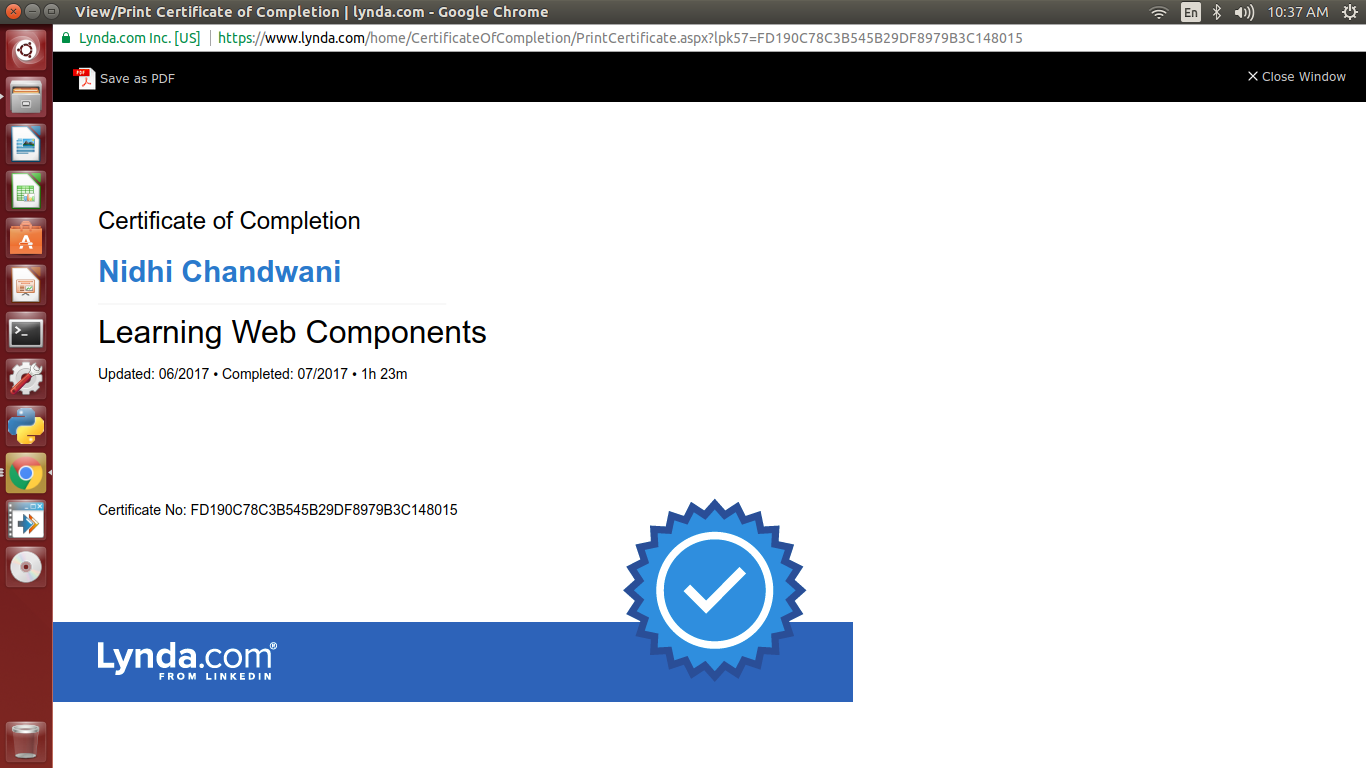 View/Print Certificate of Completion | lynda.com - Google Chrome
En
10:37 AM
Lynda.com Inc. [US] | https://www.lynda.com/home/CertificateOfCompletion/PrintCertificate.aspx?lpk57=FD190C78C3B545B29DF8979B3C148015
PDF
Save as PDF
Close Window
Certificate of Completion
Nidhi Chandwani
Learning Web Components
Updated: 06/2017 • Completed: 07/2017 • 1h 23m
Certificate No: FD190C78C3B545B29DF8979B3C148015
Lynda.com®
FROM LINKEDIN